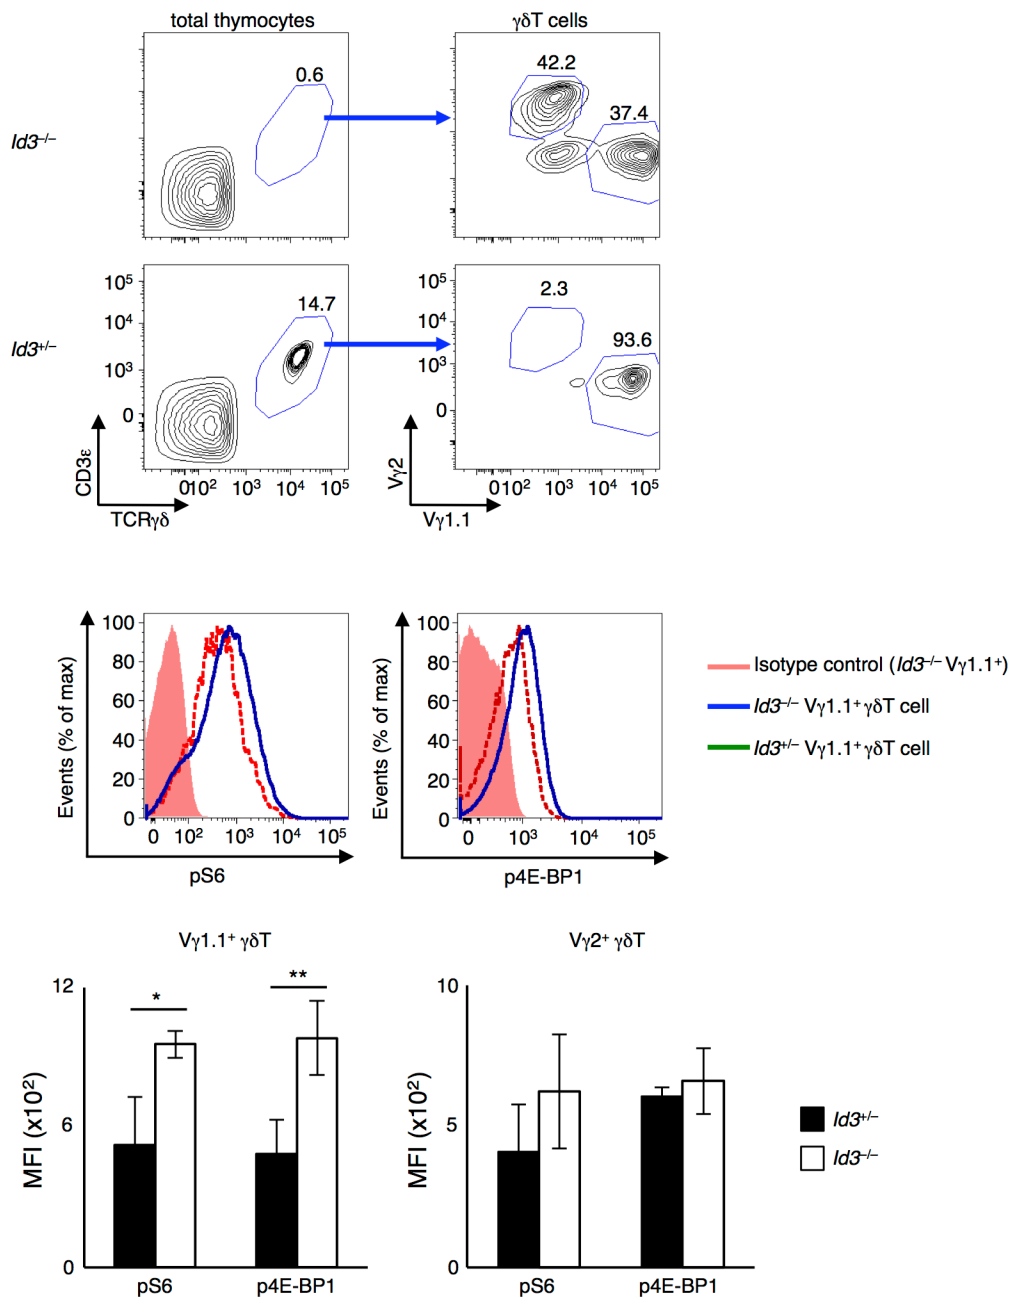 total thymocytes
γδT cells
0.6
42.2
37.4
Id3–/–
14.7
2.3
93.6
Id3+/–
10⁵
10⁴
10³
0
10⁵
10⁴
10³
0
CD3ε
Vγ2
0 10² 10³ 10⁴ 10⁵
0 10² 10³ 10⁴ 10⁵
TCRγδ
Vγ1.1
Events (% of max)
100
80
60
40
20
0
0 10² 10³ 10⁴ 10⁵
pS6
Events (% of max)
100
80
60
40
20
0
0 10³ 10⁴ 10⁵
p4E-BP1
Isotype control (Id3–/– Vγ1.1+)
Id3–/– Vγ1.1+ γδT cell
Id3+/– Vγ1.1+ γδT cell
Vγ1.1+ γδT
MFI (x10²)
12
6
0
*
**
pS6
p4E-BP1
Vγ2+ γδT
MFI (x10²)
10
5
0
pS6
p4E-BP1
Id3+/–
Id3–/–